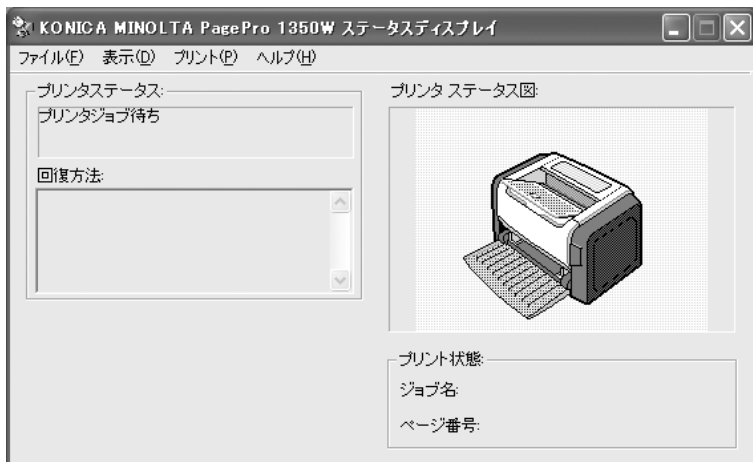 KONICA MINOLTA PagePro 1350W ステータスディスプレイ
ファイル(F) 表示(D) プリント(P) ヘルプ(H)
プリンタステータス:
プリンタジョブ待ち
回復方法:
プリンタ ステータス図:
プリント状態:
ジョブ名:
ページ番号: